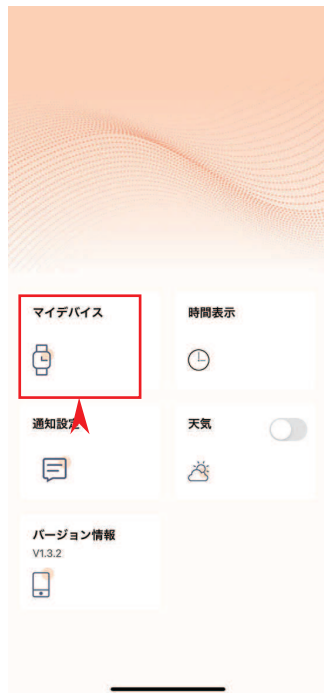 マイデバイス
時間表示
通知設定
天気
バージョン情報
V1.3.2